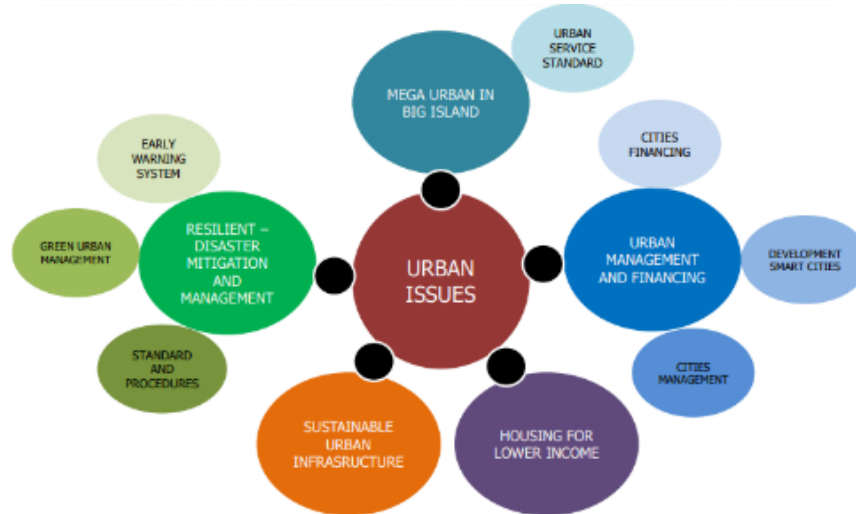 URBAN
SERVICE
STANDARD
MEGA URBAN IN
BIG ISLAND
EARLY
WARNING
SYSTEM
CITIES
FINANCING
GREEN URBAN
MANAGEMENT
RESILIENT –
DISASTER
MITIGATION
AND
MANAGEMENT
URBAN
ISSUES
URBAN
MANAGEMENT
AND FINANCING
DEVELOPMENT
SMART CITIES
STANDARD
AND
PROCEDURES
CITIES
MANAGEMENT
SUSTAINABLE
URBAN
INFRASRUCTURE
HOUSING FOR
LOWER INCOME